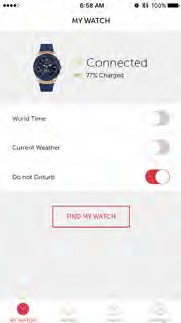 6:58 AM
100%
MY WATCH
Connected
77% Charged
World Time
Current Weather
Do not Disturb
FIND MY WATCH
MY WATCH